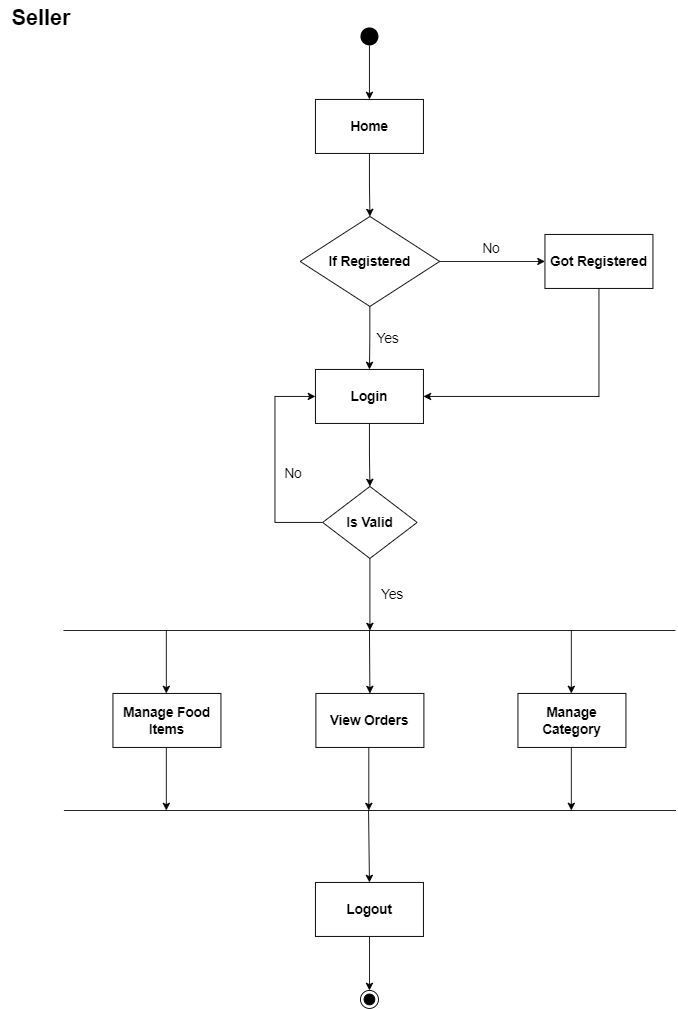 Seller
Home
If Registered
No
Got Registered
Yes
Login
No
Is Valid
Yes
Manage Food
Items
View Orders
Manage
Category
Logout